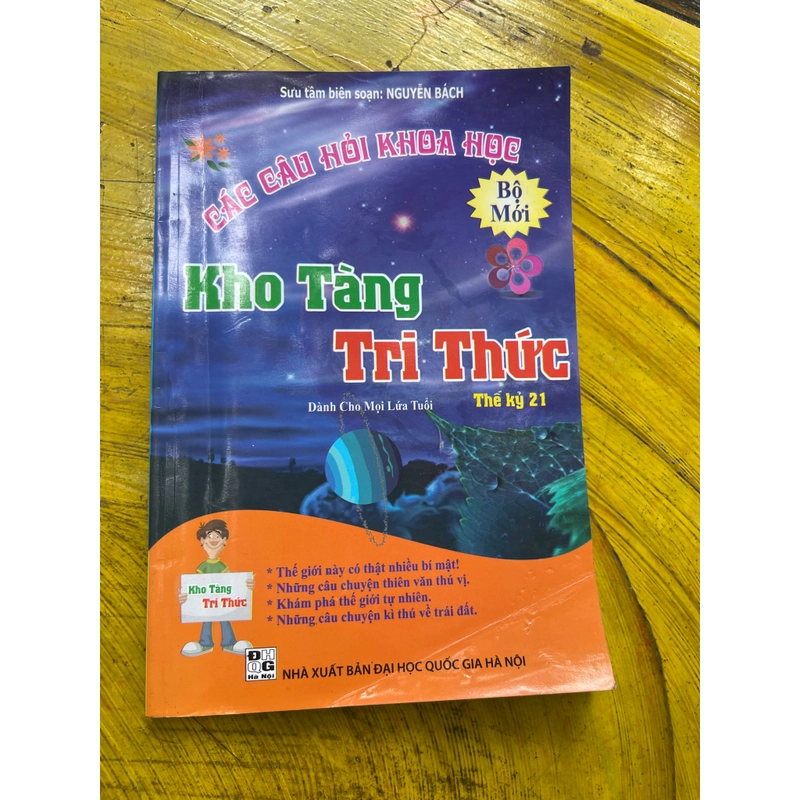 Sưu tầm biên soạn: NGUYỄN BÁCH
CÁC CÂU HỎI KHOA HỌC
Bộ
Mới
Kho Tàng
Tri Thức
Thế kỷ 21
Dành Cho Mọi Lứa Tuổi
* Thế giới này có thật nhiều bí mật!
* Những câu chuyện thiên văn thú vị.
* Khám phá thế giới tự nhiên.
* Những câu chuyện kì thú về trái đất.
Kho Tàng
Tri Thức
ĐH
QG
Hà Nội
NHÀ XUẤT BẢN ĐẠI HỌC QUỐC GIA HÀ NỘI